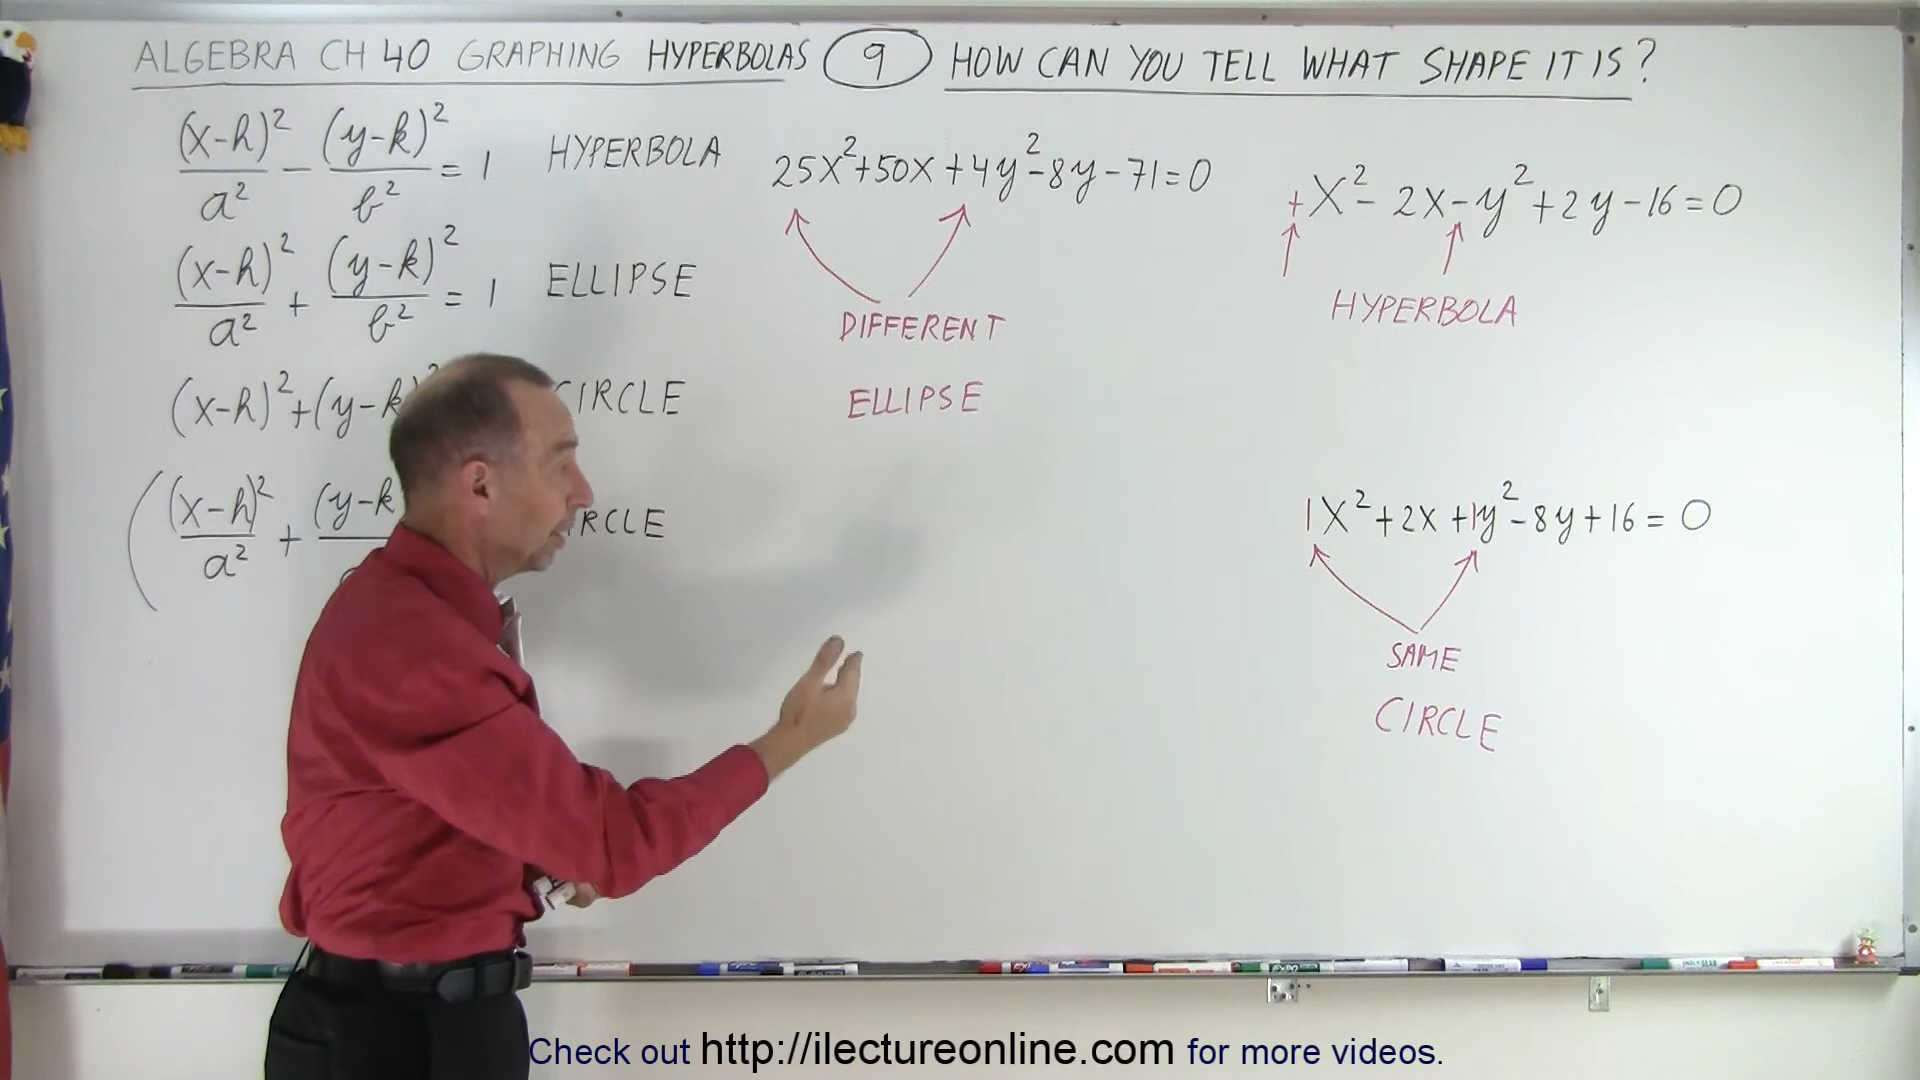 ALGEBRA CH 40 GRAPHING HYPERBOLAS 9 HOW CAN YOU TELL WHAT SHAPE IT IS?
(x-h)²/a² - (y-k)²/b² = 1 HYPERBOLA
(x-h)²/a² + (y-k)²/b² = 1 ELLIPSE
(x-h)²+(y-k)² CIRCLE
((x-h)²/a² + (y-k RCLE
25x²+50x+4y²-8y-71=0
DIFFERENT
ELLIPSE
+x²-2x-y²+2y-16=0
HYPERBOLA
1x²+2x+1y²-8y+16=0
SAME
CIRCLE
Check out http://ilectureonline.com for more videos.